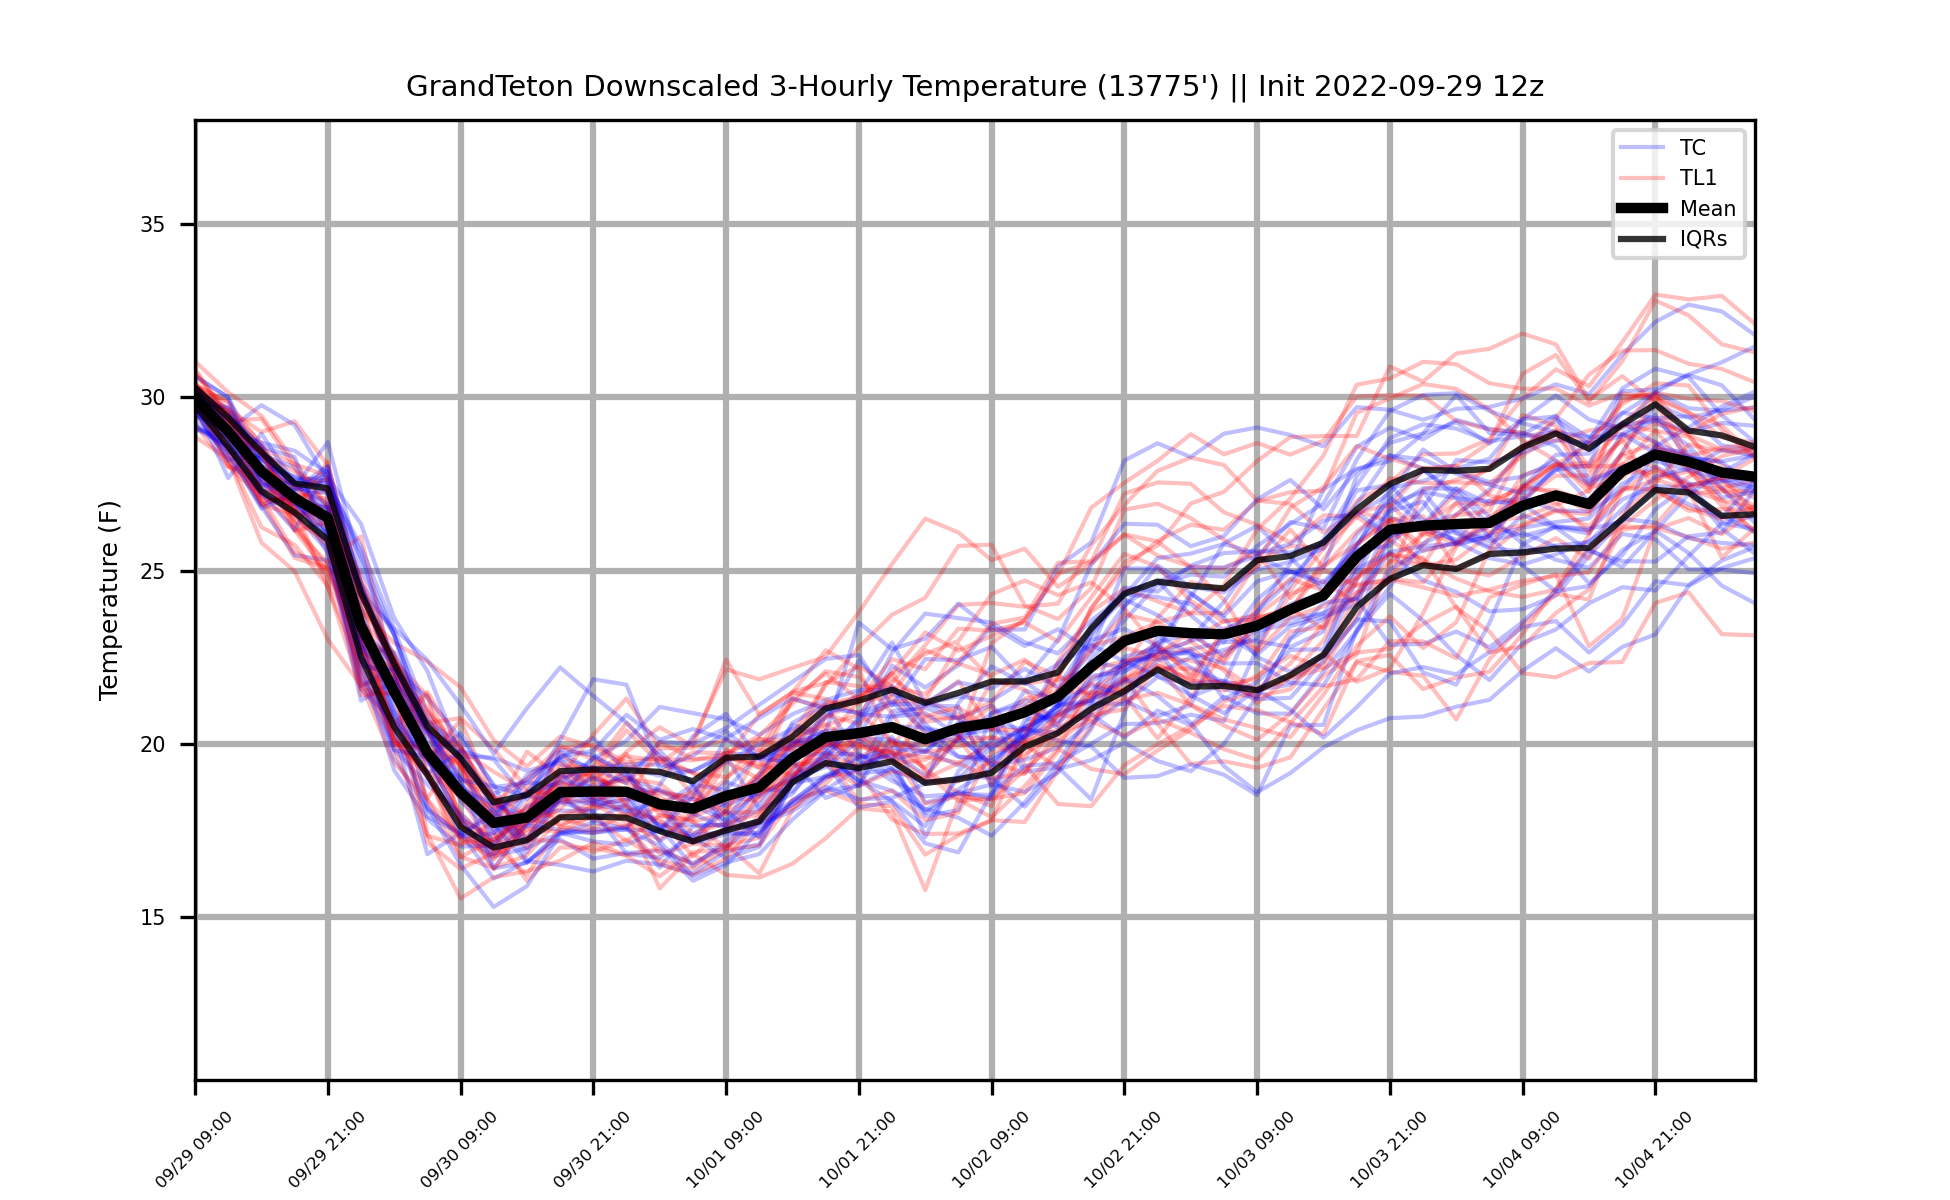 GrandTeton Downscaled 3-Hourly Temperature (13775') || Init 2022-09-29 12z
TC
TL1
Mean
IQRs
Temperature (F)
35
30
25
20
15
09/29 09:00
09/29 21:00
09/30 09:00
09/30 21:00
10/01 09:00
10/01 21:00
10/02 09:00
10/02 21:00
10/03 09:00
10/03 21:00
10/04 09:00
10/04 21:00